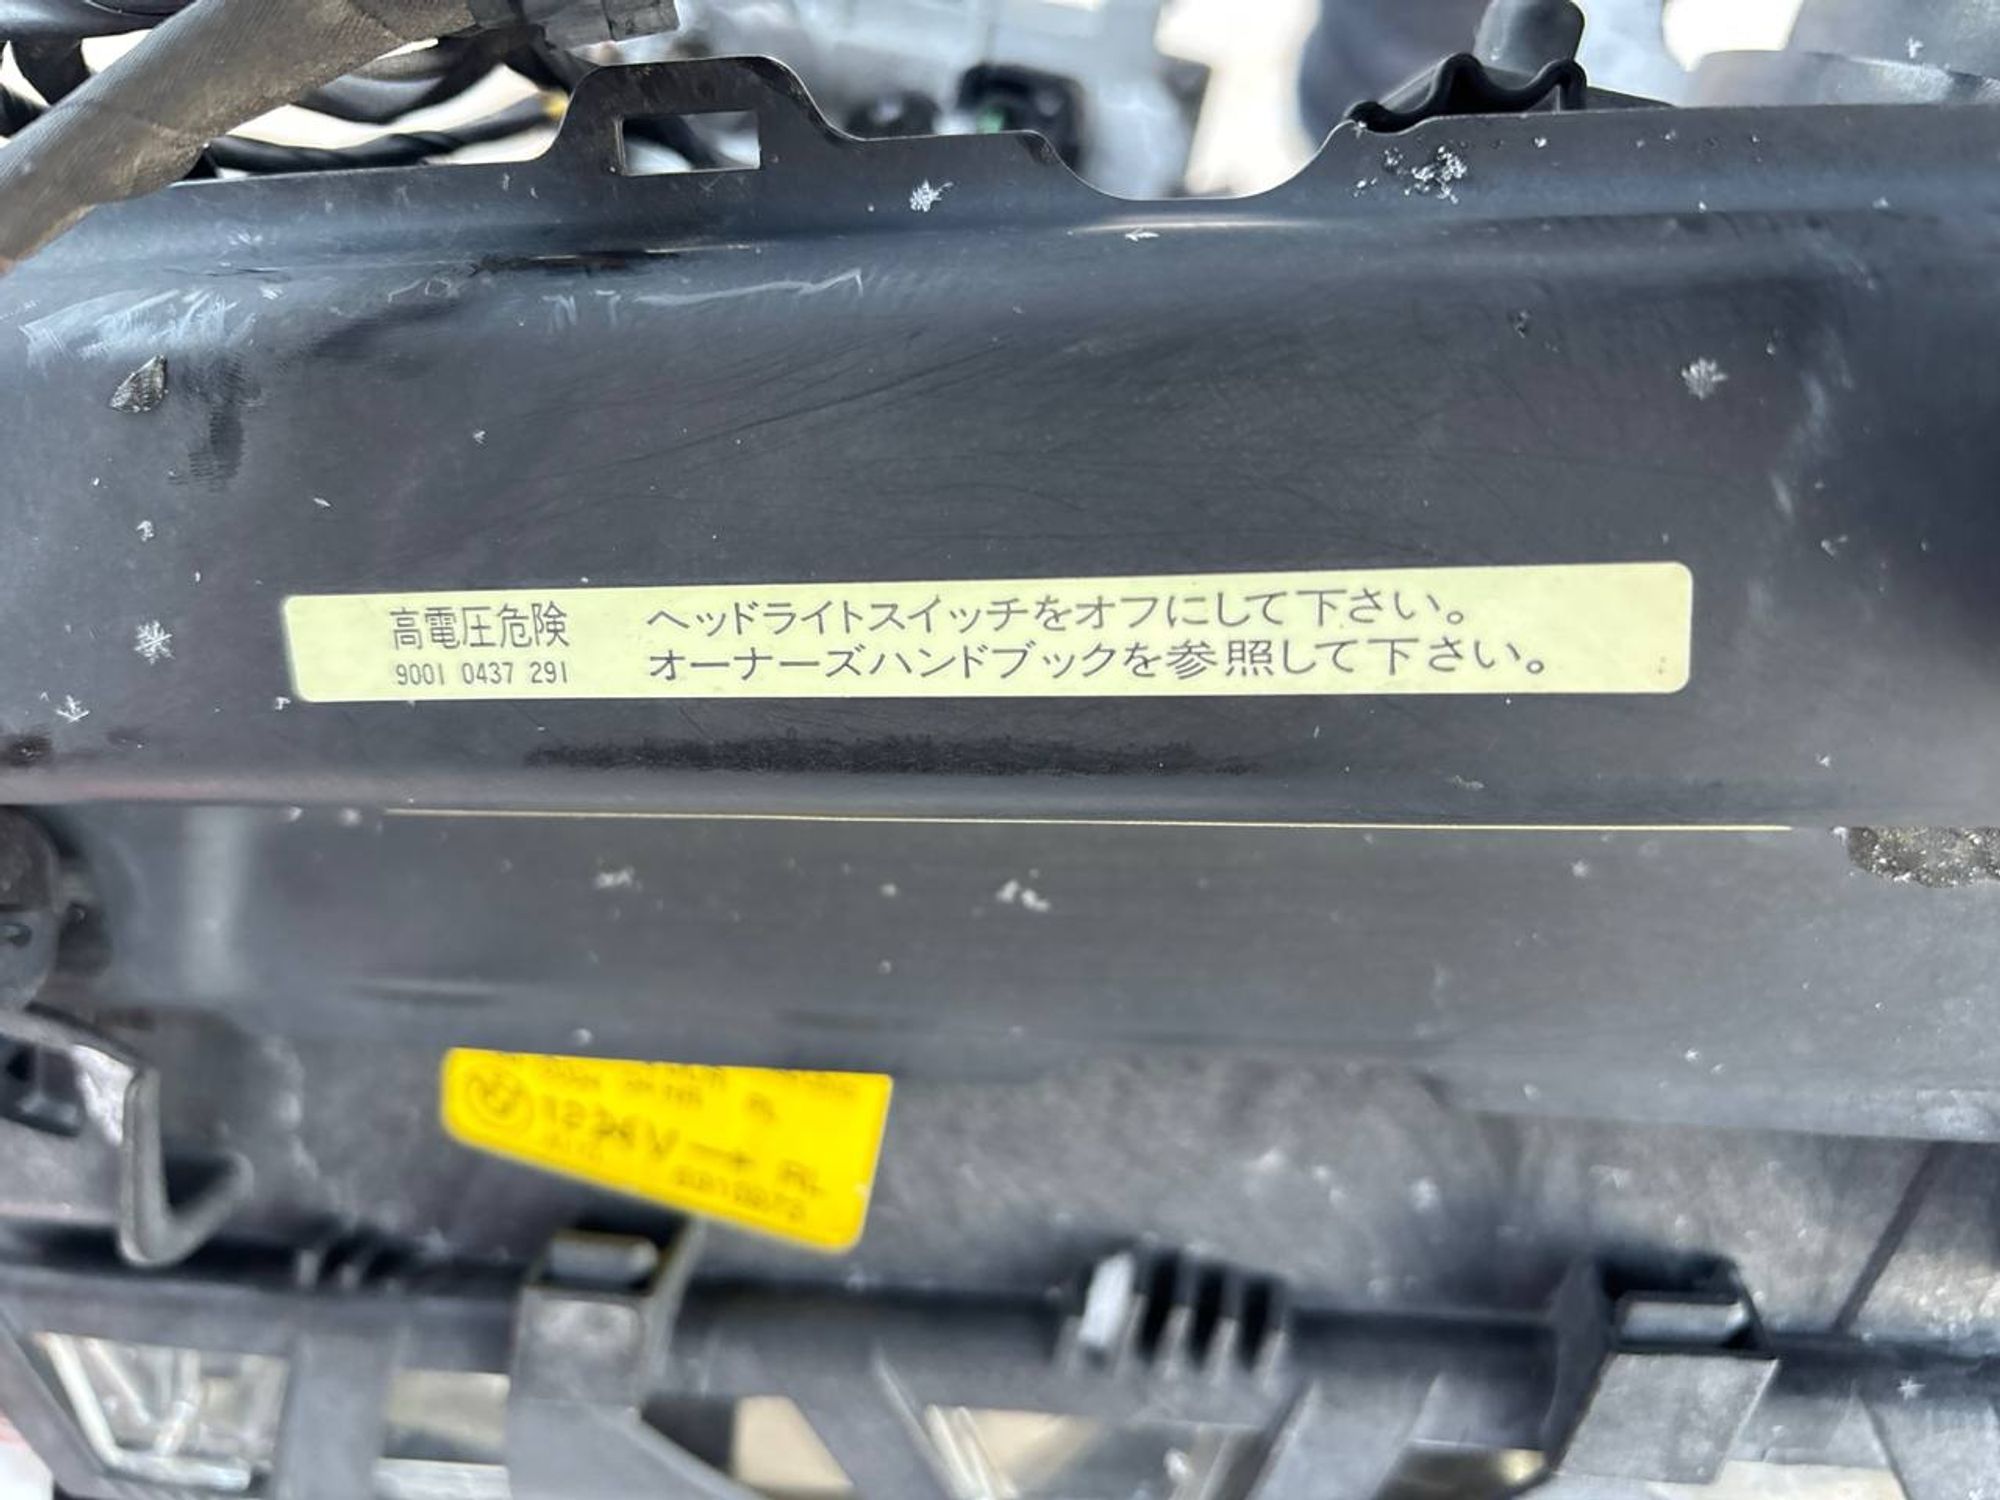 高電圧危険
9001 0437 291
ヘッドライトスイッチをオフにして下さい。
オーナーズハンドブックを参照して下さい。